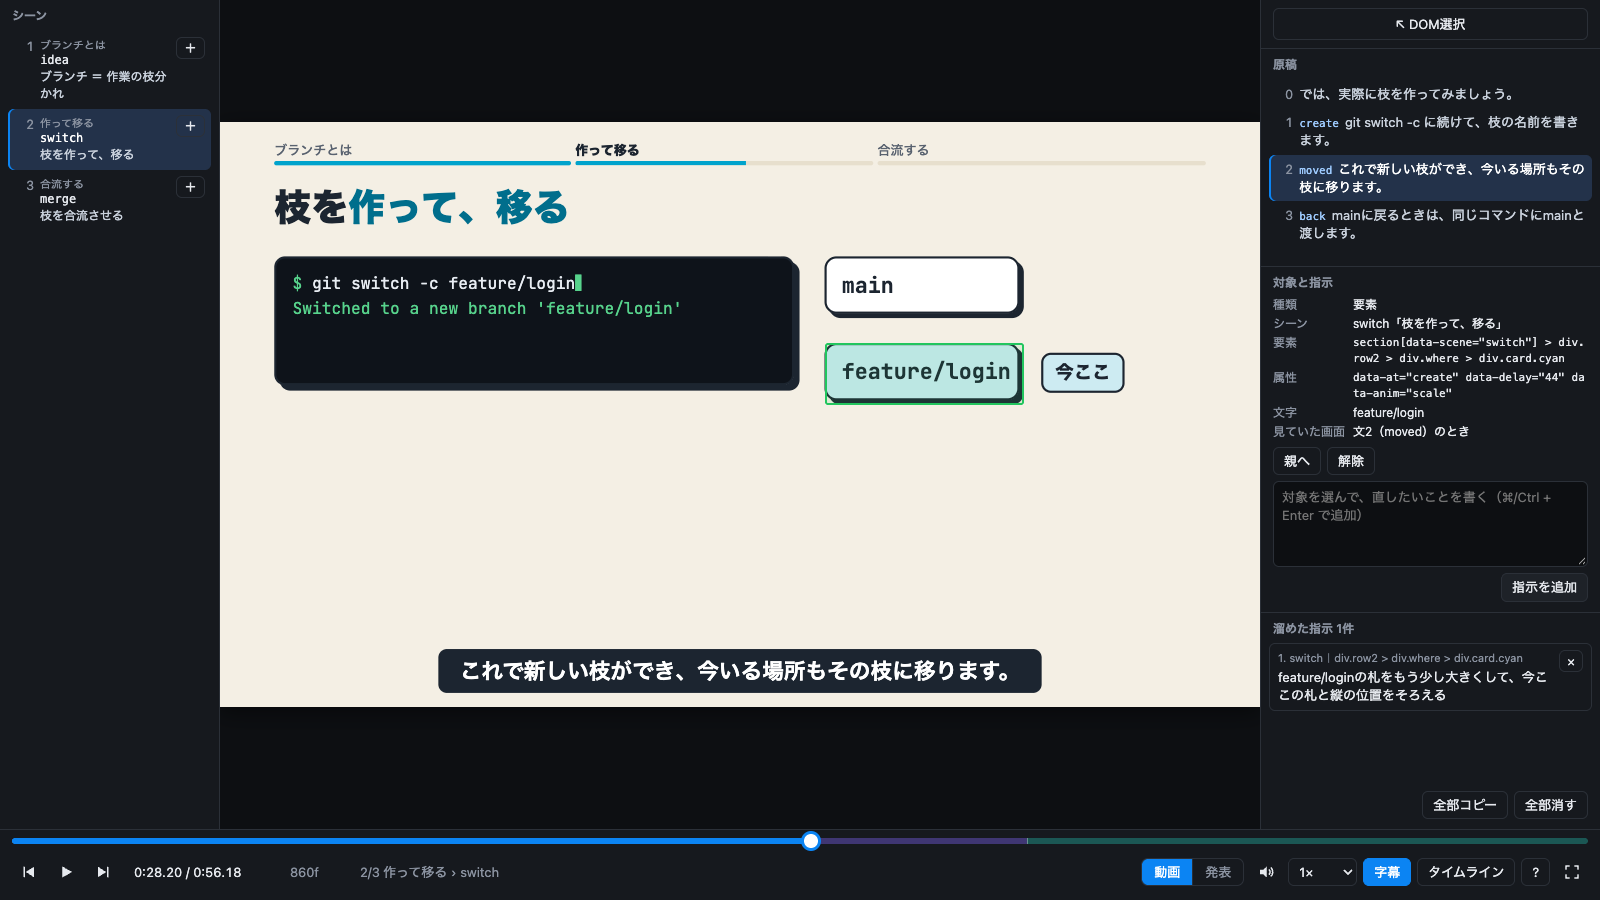 シーン
1 ブランチとは
idea
ブランチ = 作業の枝分
かれ
+
2 作って移る
switch
枝を作って、移る
+
3 合流する
merge
枝を合流させる
+
ブランチとは
作って移る
合流する
枝を作って、移る
$ git switch -c feature/login
Switched to a new branch 'feature/login'
main
feature/login
今ここ
これで新しい枝ができ、今いる場所もその枝に移ります。
DOM選択
原稿
0 では、実際に枝を作ってみましょう。
1 create git switch -c に続けて、枝の名前を書き
ます。
2 moved これで新しい枝ができ、今いる場所もその
枝に移ります。
3 back mainに戻るときは、同じコマンドにmainと
渡します。
対象と指示
種類 要素
シーン switch「枝を作って、移る」
要素 section[data-scene="switch"] > div.
row2 > div.where > div.card.cyan
属性 data-at="create" data-delay="44" da
ta-anim="scale"
文字 feature/login
見ていた画面 文2（moved）のとき
親へ 解除
対象を選んで、直したいことを書く（⌘/Ctrl +
Enter で追加）
指示を追加
溜めた指示 1件
1. switch | div.row2 > div.where > div.card.cyan
×
feature/loginの札をもう少し大きくして、今こ
この札と縦の位置をそろえる
全部コピー 全部消す
0:28.20 / 0:56.18 860f 2/3 作って移る › switch
動画 発表 1× 字幕 タイムライン ?